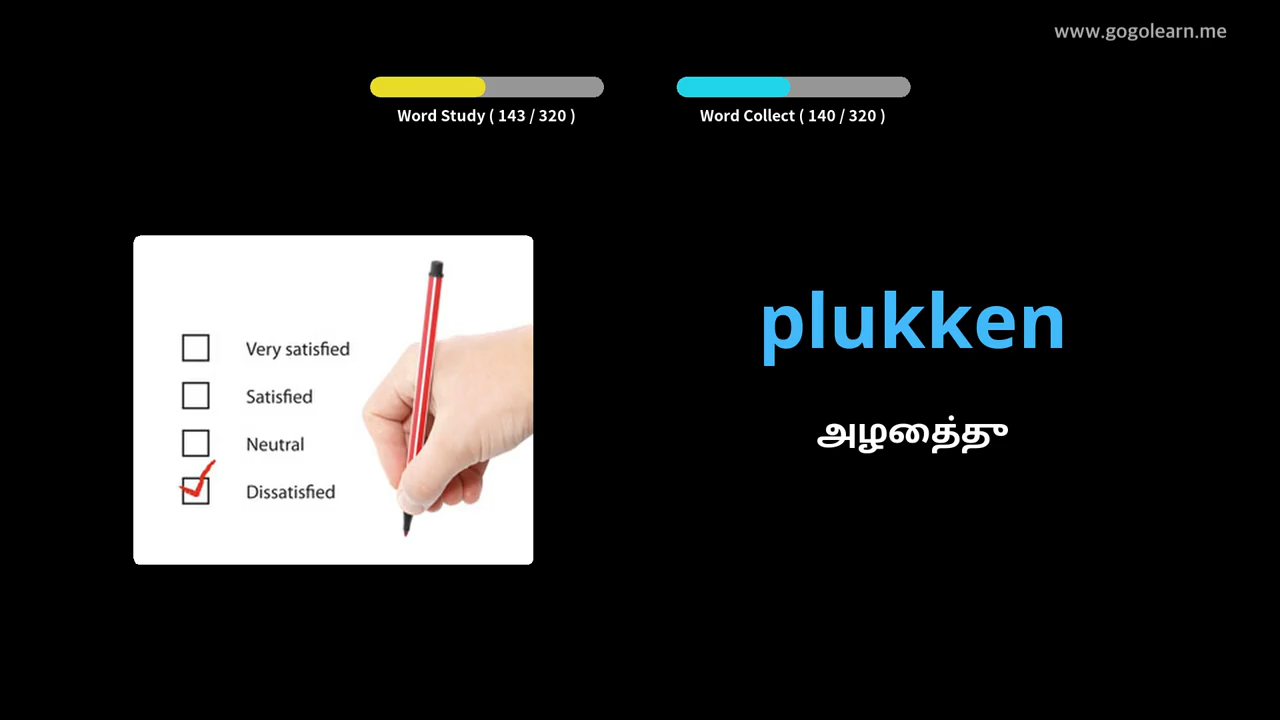 www.gogolearn.me
Word Study ( 143 / 320 )
Word Collect ( 140 / 320 )
Very satisfied
Satisfied
Neutral
Dissatisfied
plukken
அழைத்து